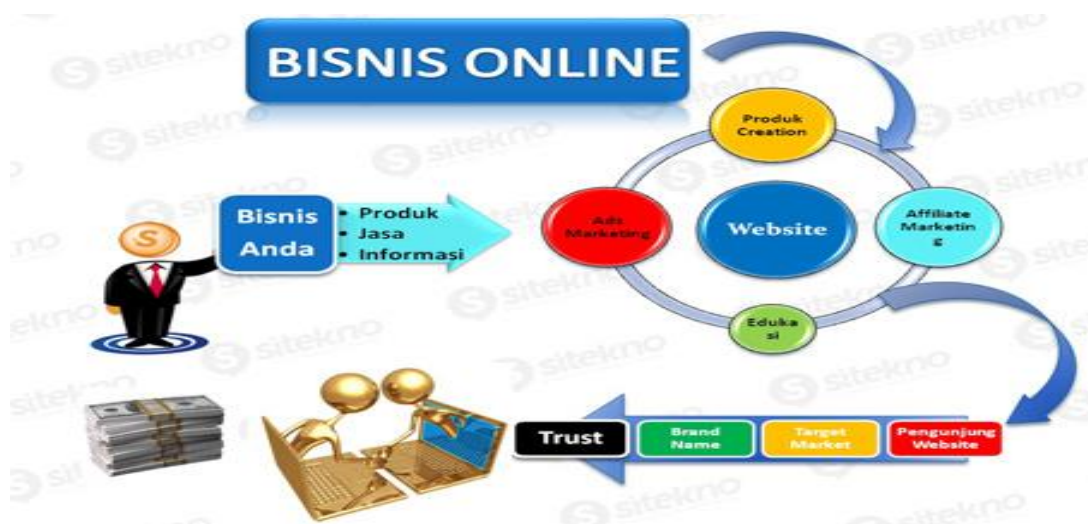 BISNIS ONLINE
Produk
Creation
Bisnis
Anda
• Produk
• Jasa
• Informasi
Ads
Marketing
Website
Affiliate
Marketin
g
Eduka
si
Trust
Brand
Name
Target
Market
Pengunjung
Website
S
sitekno